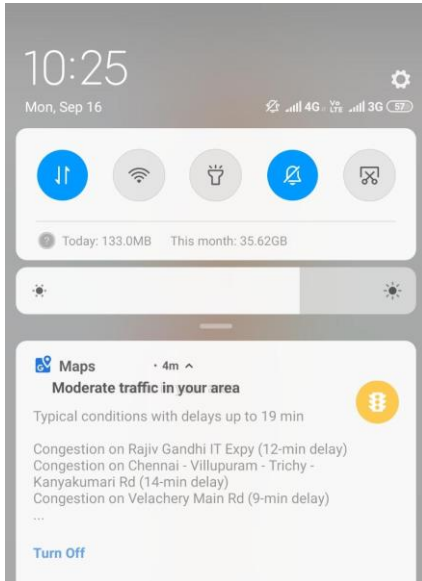 10:25
Mon, Sep 16
4G Vo LTE 3G 57
? Today: 133.0MB This month: 35.62GB
Maps · 4m
Moderate traffic in your area
Typical conditions with delays up to 19 min
Congestion on Rajiv Gandhi IT Expy (12-min delay)
Congestion on Chennai - Villupuram - Trichy -
Kanyakumari Rd (14-min delay)
Congestion on Velachery Main Rd (9-min delay)
...
Turn Off